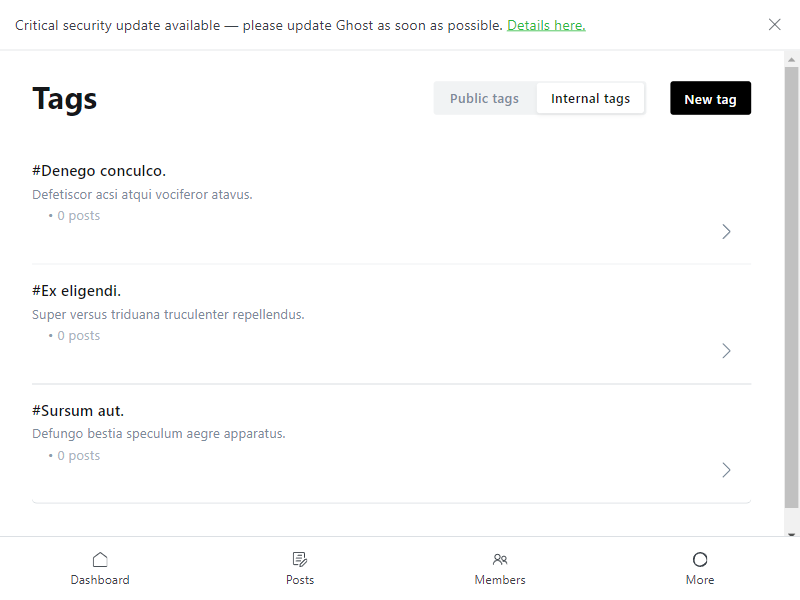 Critical security update available — please update Ghost as soon as possible. Details here.
Tags
Public tags
Internal tags
New tag
#Denego conculco.
Defetiscor acsi atqui vociferor atavus.
• 0 posts
#Ex eligendi.
Super versus triduana truculenter repellendus.
• 0 posts
#Sursum aut.
Defungo bestia speculum aegre apparatus.
• 0 posts
Dashboard
Posts
Members
More